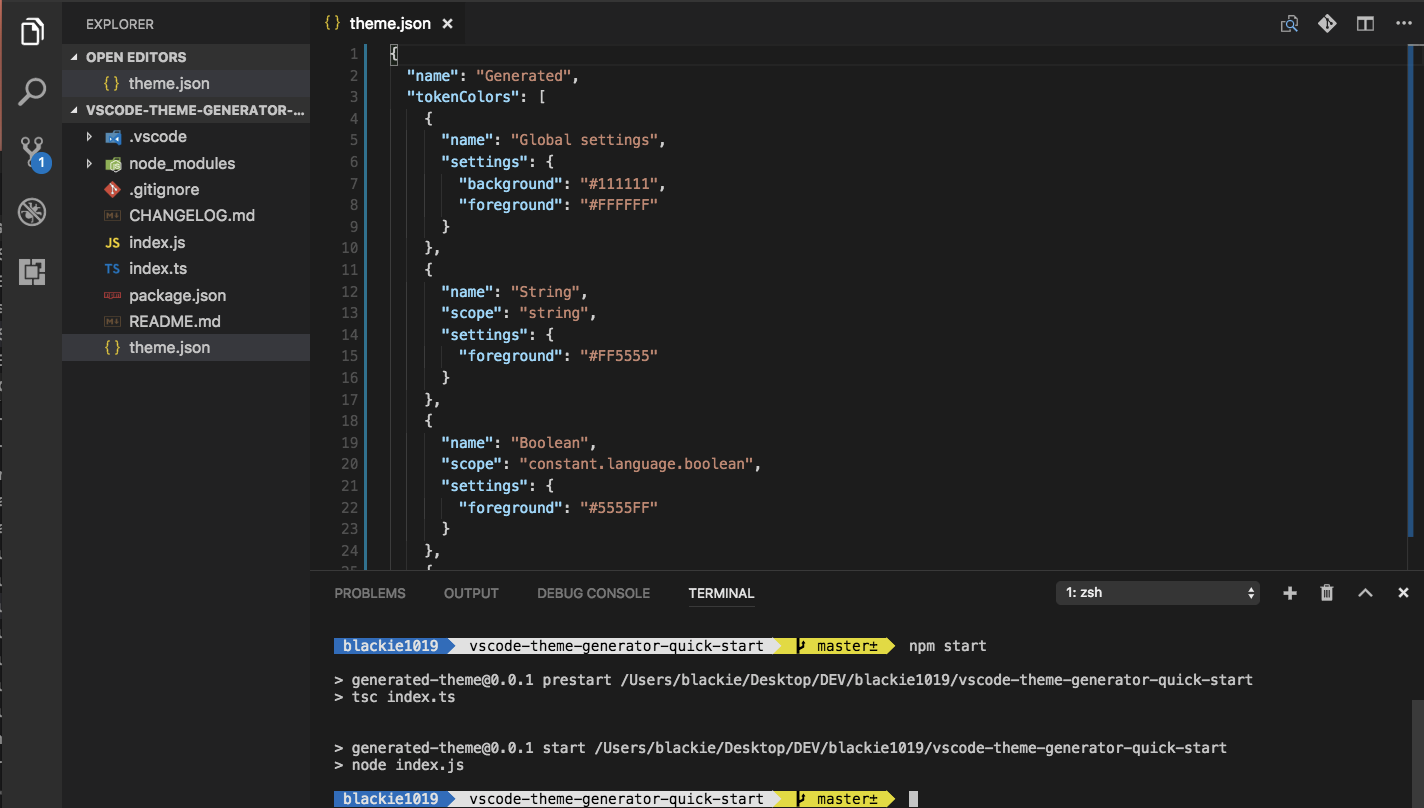 EXPLORER
OPEN EDITORS
{ } theme.json
VSCODE-THEME-GENERATOR-...
.vscode
node_modules
.gitignore
CHANGELOG.md
JS index.js
TS index.ts
package.json
README.md
{ } theme.json
1
{ } theme.json ×
1 {
2 "name": "Generated",
3 "tokenColors": [
4 {
5 "name": "Global settings",
6 "settings": {
7 "background": "#111111",
8 "foreground": "#FFFFFF"
9 }
10 },
11 {
12 "name": "String",
13 "scope": "string",
14 "settings": {
15 "foreground": "#FF5555"
16 }
17 },
18 {
19 "name": "Boolean",
20 "scope": "constant.language.boolean",
21 "settings": {
22 "foreground": "#5555FF"
23 }
24 },
PROBLEMS OUTPUT DEBUG CONSOLE TERMINAL 1: zsh
blackie1019 vscode-theme-generator-quick-start master± npm start
> generated-theme@0.0.1 prestart /Users/blackie/Desktop/DEV/blackie1019/vscode-theme-generator-quick-start
> tsc index.ts
> generated-theme@0.0.1 start /Users/blackie/Desktop/DEV/blackie1019/vscode-theme-generator-quick-start
> node index.js
blackie1019 vscode-theme-generator-quick-start master±